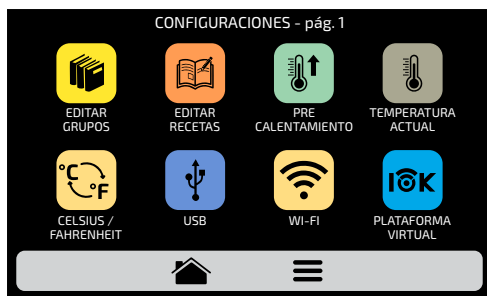 CONFIGURACIONES - pág. 1
EDITAR
GRUPOS
EDITAR
RECETAS
PRE
CALENTAMIENTO
TEMPERATURA
ACTUAL
°C
°F
IOK
CELSIUS /
FAHRENHEIT
USB
WI-FI
PLATAFORMA
VIRTUAL